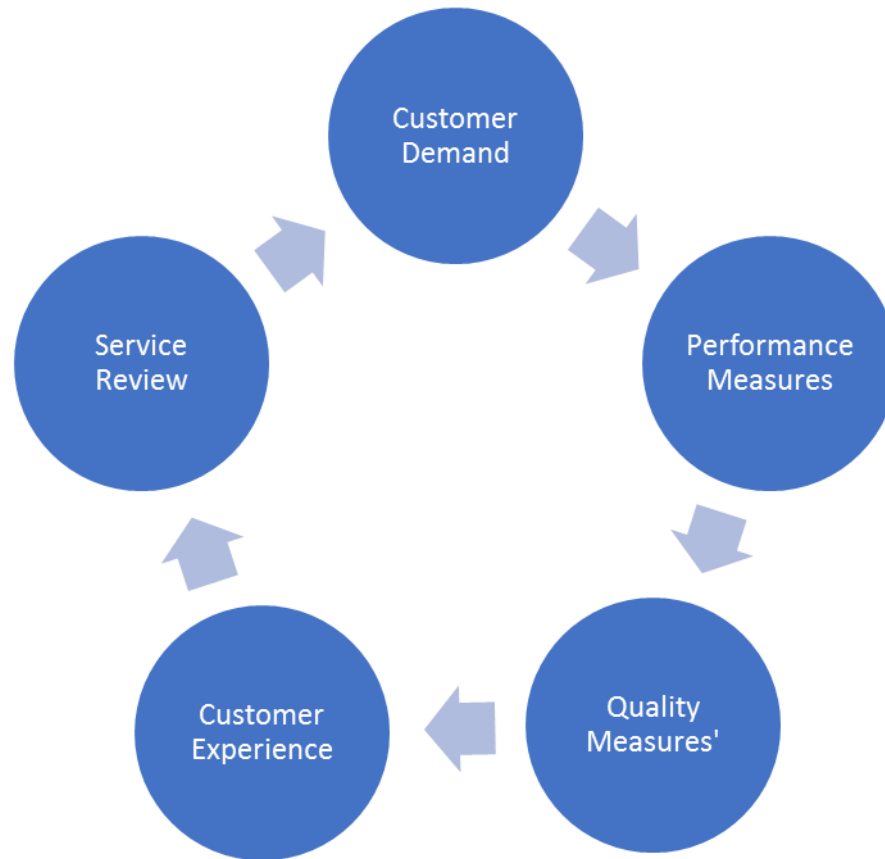 Customer
Demand
Performance
Measures
Quality
Measures'
Customer
Experience
Service
Review